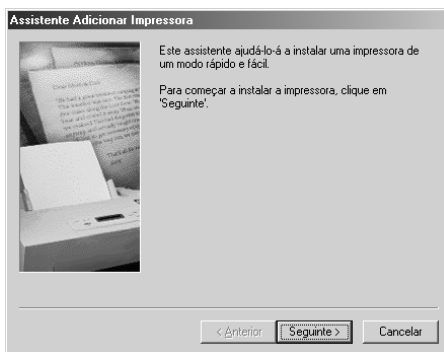 Assistente Adicionar Impressora
Este assistente ajudá-lo-á a instalar uma impressora de
um modo rápido e fácil.
Para começar a instalar a impressora, clique em
'Seguinte'.
< Anterior
Seguinte >
Cancelar